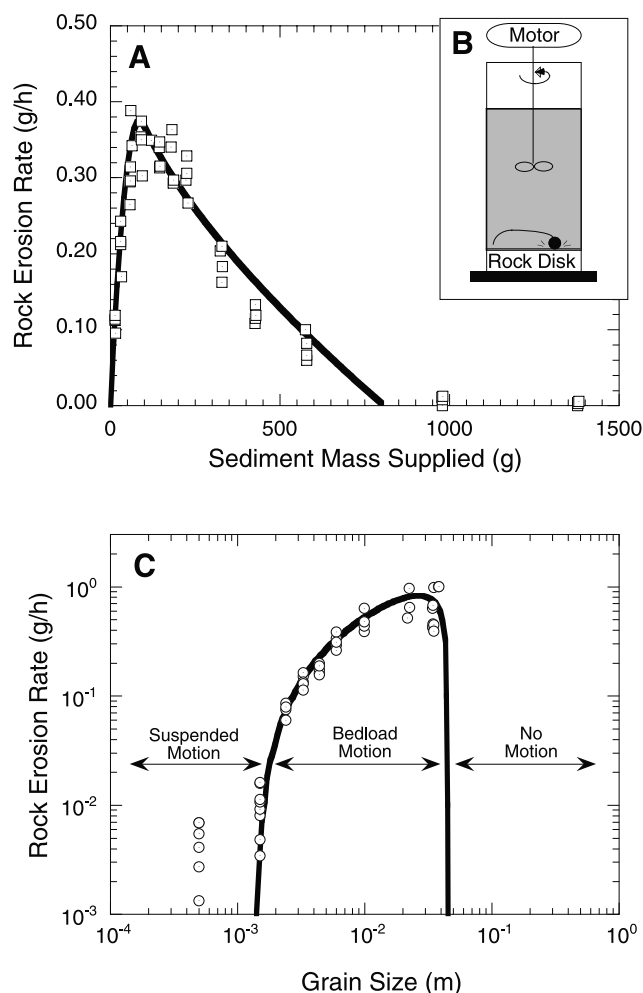 A
Rock Erosion Rate (g/h)
0.50
0.40
0.30
0.20
0.10
0.00
0 500 1000 1500
Sediment Mass Supplied (g)
B
Motor
Rock Disk
C
Rock Erosion Rate (g/h)
10^0
10^-1
10^-2
10^-3
Suspended
Motion
Bedload
Motion
No
Motion
10^-4 10^-3 10^-2 10^-1 10^0
Grain Size (m)